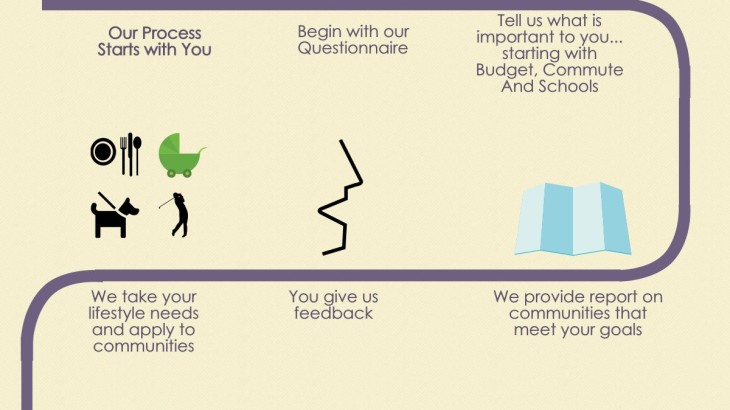 Our Process
Starts with You
Begin with our
Questionnaire
Tell us what is
important to you...
starting with
Budget, Commute
And Schools
We take your
lifestyle needs
and apply to
communities
You give us
feedback
We provide report on
communities that
meet your goals